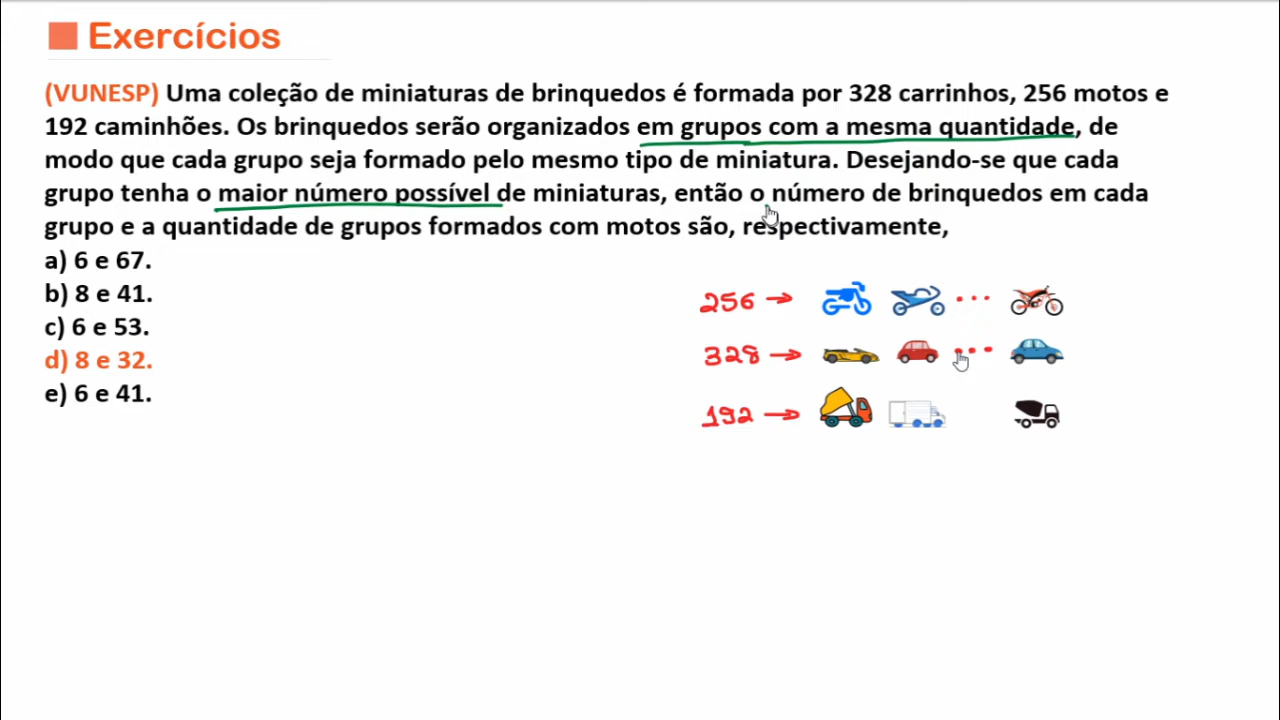 Exercícios
(VUNESP) Uma coleção de miniaturas de brinquedos é formada por 328 carrinhos, 256 motos e
192 caminhões. Os brinquedos serão organizados em grupos com a mesma quantidade, de
modo que cada grupo seja formado pelo mesmo tipo de miniatura. Desejando-se que cada
grupo tenha o maior número possível de miniaturas, então o número de brinquedos em cada
grupo e a quantidade de grupos formados com motos são, respectivamente,
a) 6 e 67.
b) 8 e 41.
c) 6 e 53.
d) 8 e 32.
e) 6 e 41.
256 → ...
328 → ...
192 →